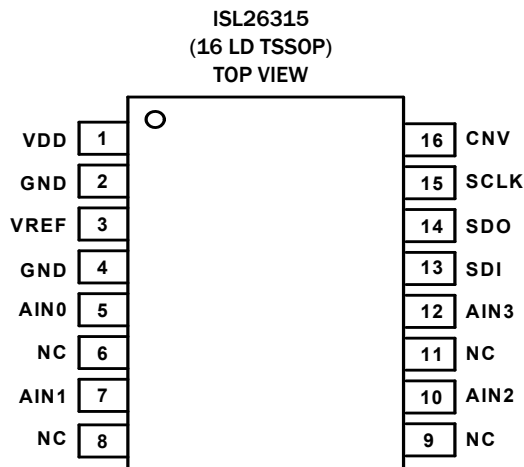 ISL26315
(16 LD TSSOP)
TOP VIEW
VDD 1 16 CNV
GND 2 15 SCLK
VREF 3 14 SDO
GND 4 13 SDI
AIN0 5 12 AIN3
NC 6 11 NC
AIN1 7 10 AIN2
NC 8 9 NC